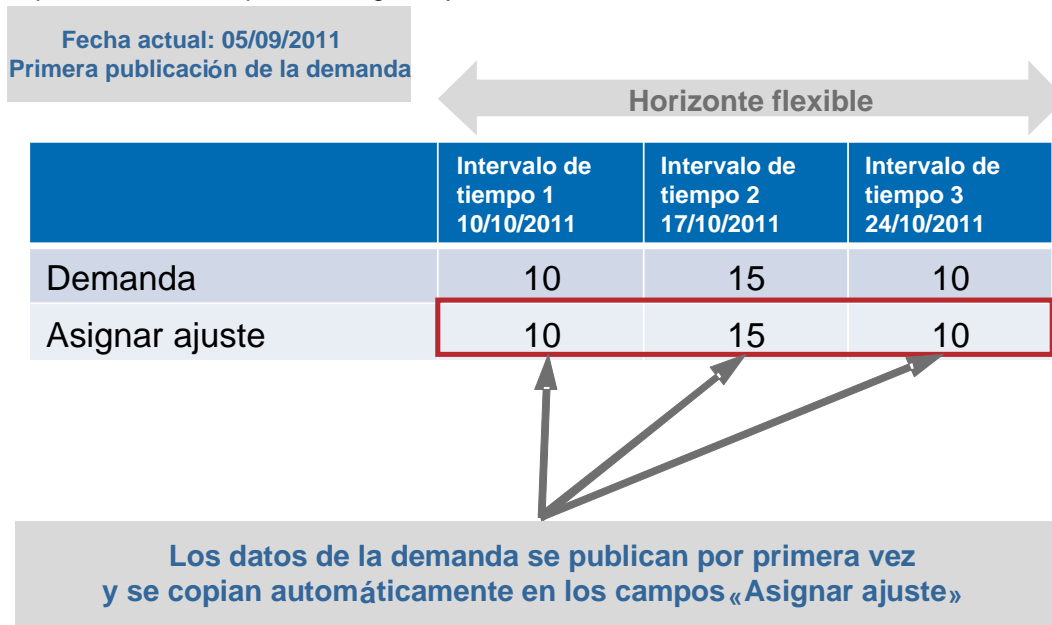 Fecha actual: 05/09/2011
Primera publicación de la demanda
Horizonte flexible
Intervalo de tiempo 1 10/10/2011
Intervalo de tiempo 2 17/10/2011
Intervalo de tiempo 3 24/10/2011
Demanda 10 15 10
Asignar ajuste 10 15 10
Los datos de la demanda se publican por primera vez
y se copian automáticamente en los campos «Asignar ajuste»